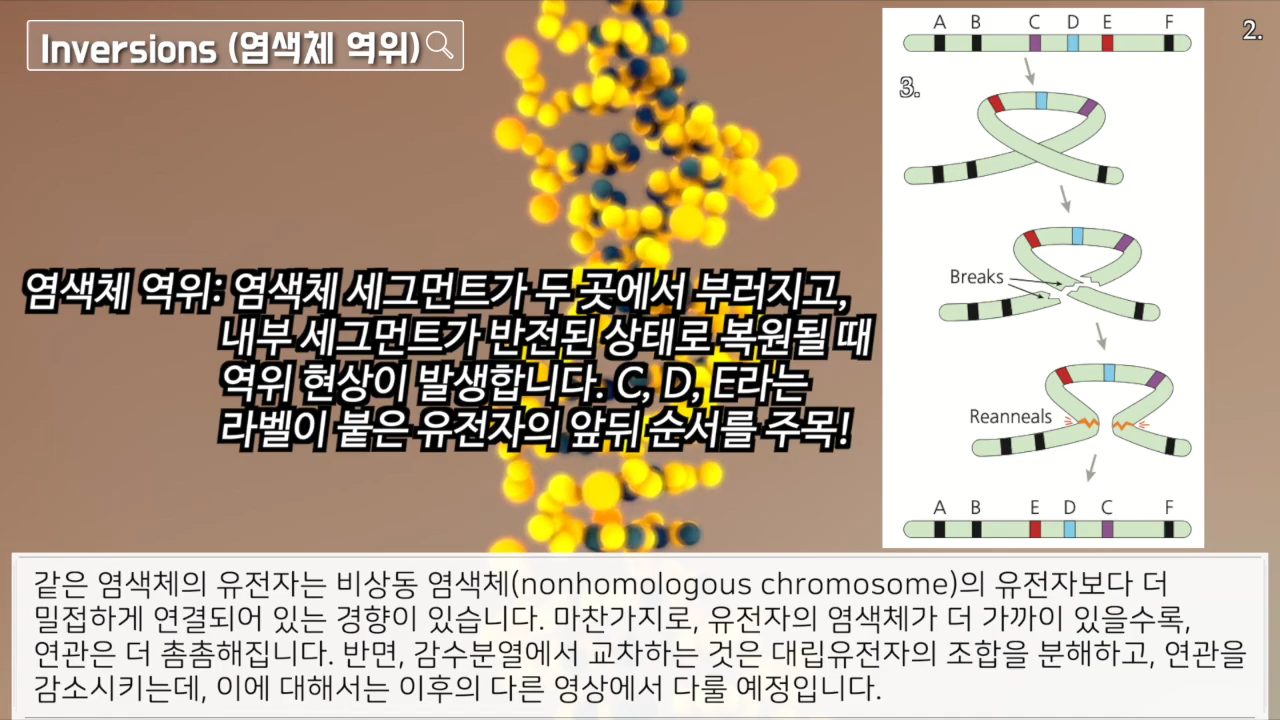 Inversions (염색체 역위)
2.
염색체 역위: 염색체 세그먼트가 두 곳에서 부러지고,
내부 세그먼트가 반전된 상태로 복원될 때
역위 현상이 발생합니다. C, D, E라는
라벨이 붙은 유전자의 앞뒤 순서를 주목!
A B C D E F
3.
Breaks
Reanneals
A B E D C F
같은 염색체의 유전자는 비상동 염색체(nonhomologous chromosome)의 유전자보다 더
밀접하게 연결되어 있는 경향이 있습니다. 마찬가지로, 유전자의 염색체가 더 가까이 있을수록,
연관은 더 촘촘해집니다. 반면, 감수분열에서 교차하는 것은 대립유전자의 조합을 분해하고, 연관을
감소시키는데, 이에 대해서는 이후의 다른 영상에서 다룰 예정입니다.